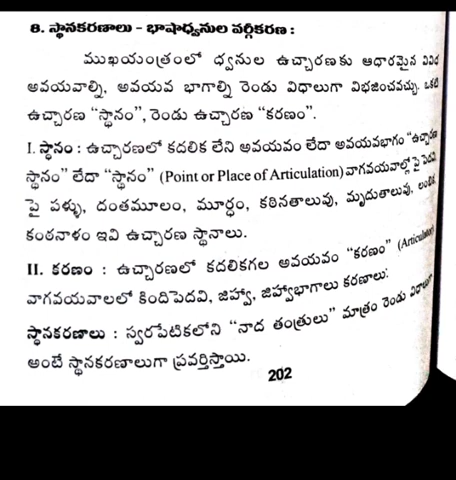 8. స్థానకరణాలు - భాషాధ్వనుల వర్గీకరణ :
ముఖయంత్రంలో ధ్వనుల ఉచ్చారణకు ఆధారమైన వివిధ
అవయవాల్ని, అవయవ భాగాల్ని రెండు విధాలుగా విభజించవచ్చు. ఒకటి
ఉచ్చారణ “స్థానం”, రెండు ఉచ్చారణ “కరణం”.
I. స్థానం : ఉచ్చారణలో కదలిక లేని అవయవం లేదా అవయవభాగం “ఉచ్చారణ
స్థానం” లేదా “స్థానం” (Point or Place of Articulation) వాగవయవాల్లో పై పెదవి,
పై పళ్ళు, దంతమూలం, మూర్ధం, కఠినతాలువు, మృదుతాలువు, లంబిక,
కంఠనాళం ఇవి ఉచ్చారణ స్థానాలు.
II. కరణం : ఉచ్చారణలో కదలికగల అవయవం “కరణం” (Articulator)
వాగవయవాలలో కిందిపెదవి, జిహ్వా, జిహ్వాభాగాలు కరణాలు.
స్థానకరణాలు : స్వరపేటికలోని “నాద తంత్రులు” మాత్రం రెండు విధాలుగా
అంటే స్థానకరణాలుగా ప్రవర్తిస్తాయి.
202